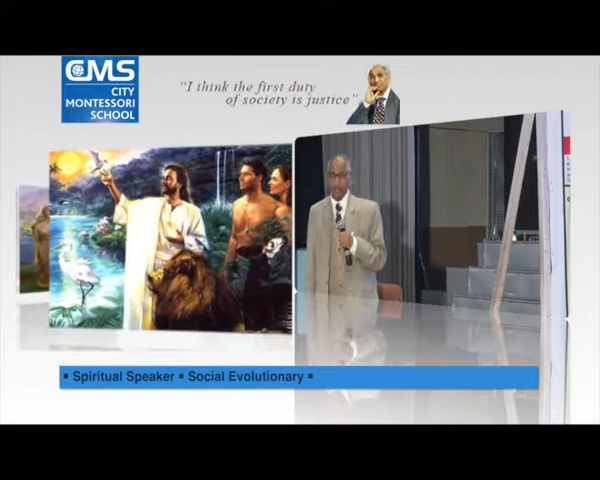 CMS
CITY
MONTESSORI
SCHOOL
"I think the first duty
of society is justice"
▪ Spiritual Speaker ▪ Social Evolutionary ▪